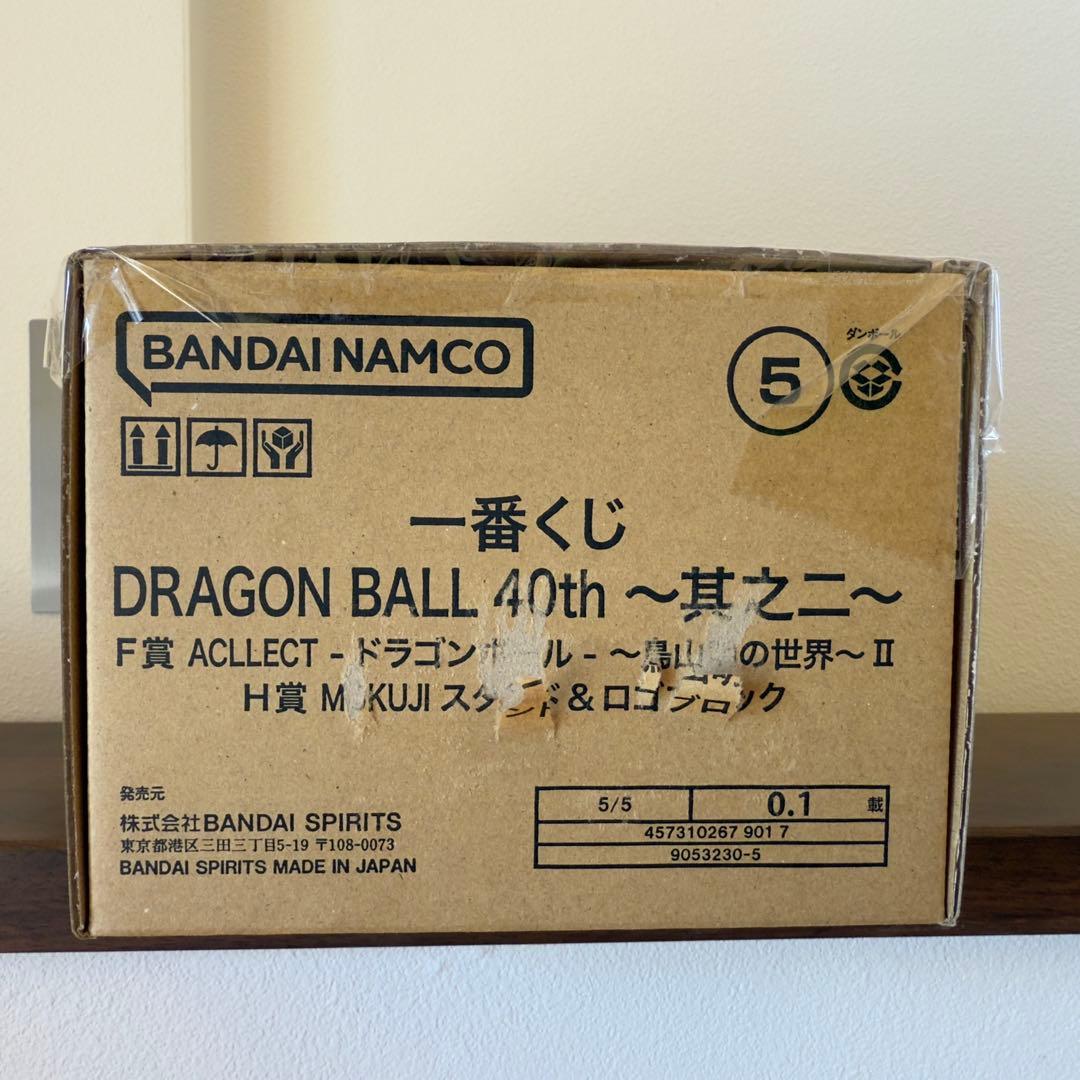 BANDAI NAMCO
5
ダンボール
一番くじ
DRAGON BALL 40th ～其之二～
F賞 ACLLECT - ドラゴンボール - ～鳥山明の世界～Ⅱ
H賞 MOKUJI スタンド&ロゴブロック
発売元
株式会社BANDAI SPIRITS
東京都港区三田三丁目5-19 〒108-0073
BANDAI SPIRITS MADE IN JAPAN
5/5 0.1 載
457310267 901 7
9053230-5